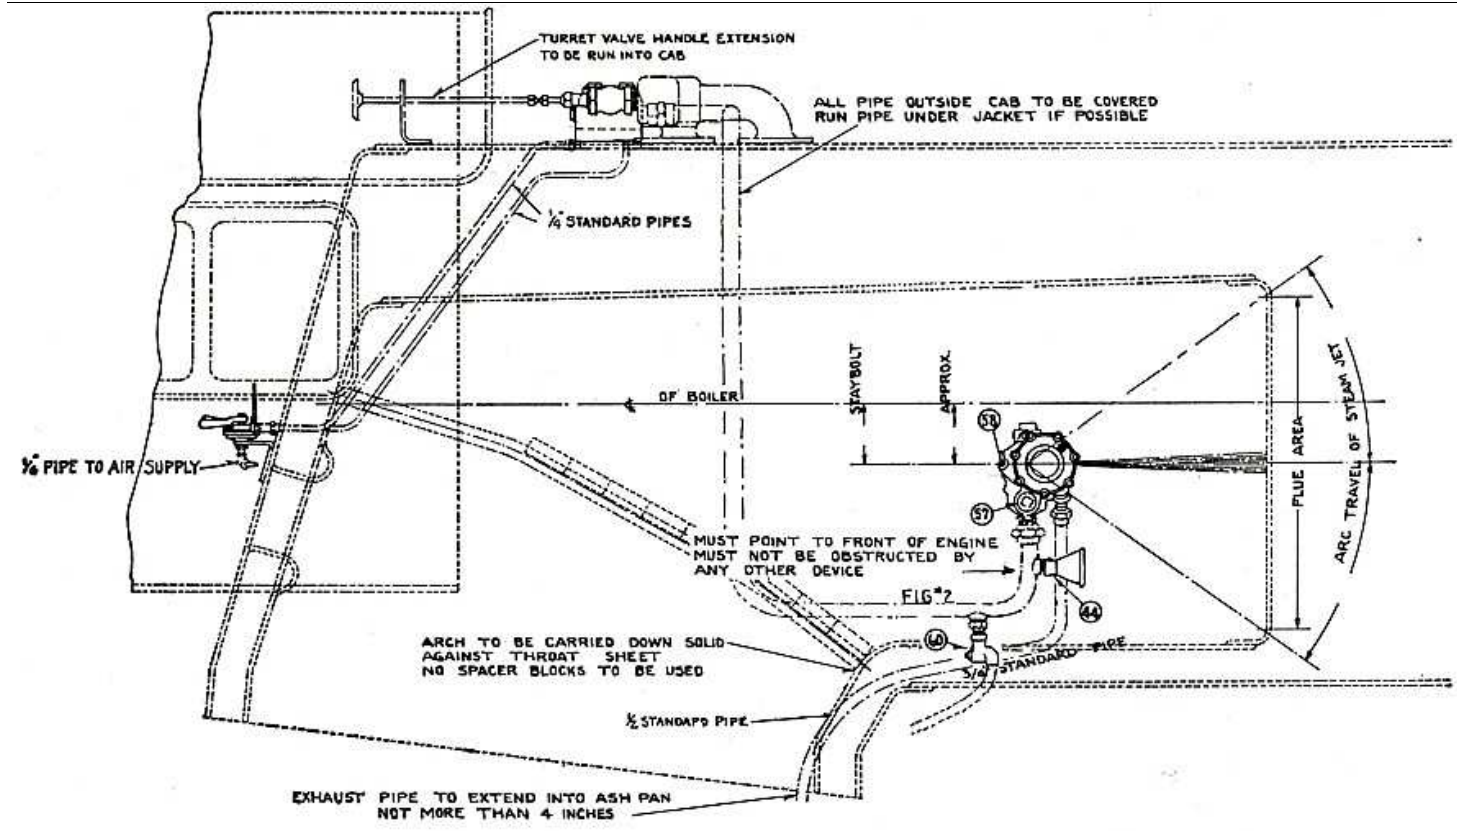 TURRET VALVE HANDLE EXTENSION
TO BE RUN INTO CAB
ALL PIPE OUTSIDE CAB TO BE COVERED
RUN PIPE UNDER JACKET IF POSSIBLE
1/4" STANDARD PIPES
STAYBOLT
APPROX.
℄ OF BOILER
FLUE AREA
ARC TRAVEL OF STEAM JET
58
PIPE TO AIR SUPPLY
57
MUST POINT TO FRONT OF ENGINE
MUST NOT BE OBSTRUCTED BY
ANY OTHER DEVICE
FIG#2
44
60
ARCH TO BE CARRIED DOWN SOLID
AGAINST THROAT SHEET
NO SPACER BLOCKS TO BE USED
3/4" STANDARD PIPE
1/2 STANDARD PIPE
EXHAUST PIPE TO EXTEND INTO ASH PAN
NOT MORE THAN 4 INCHES